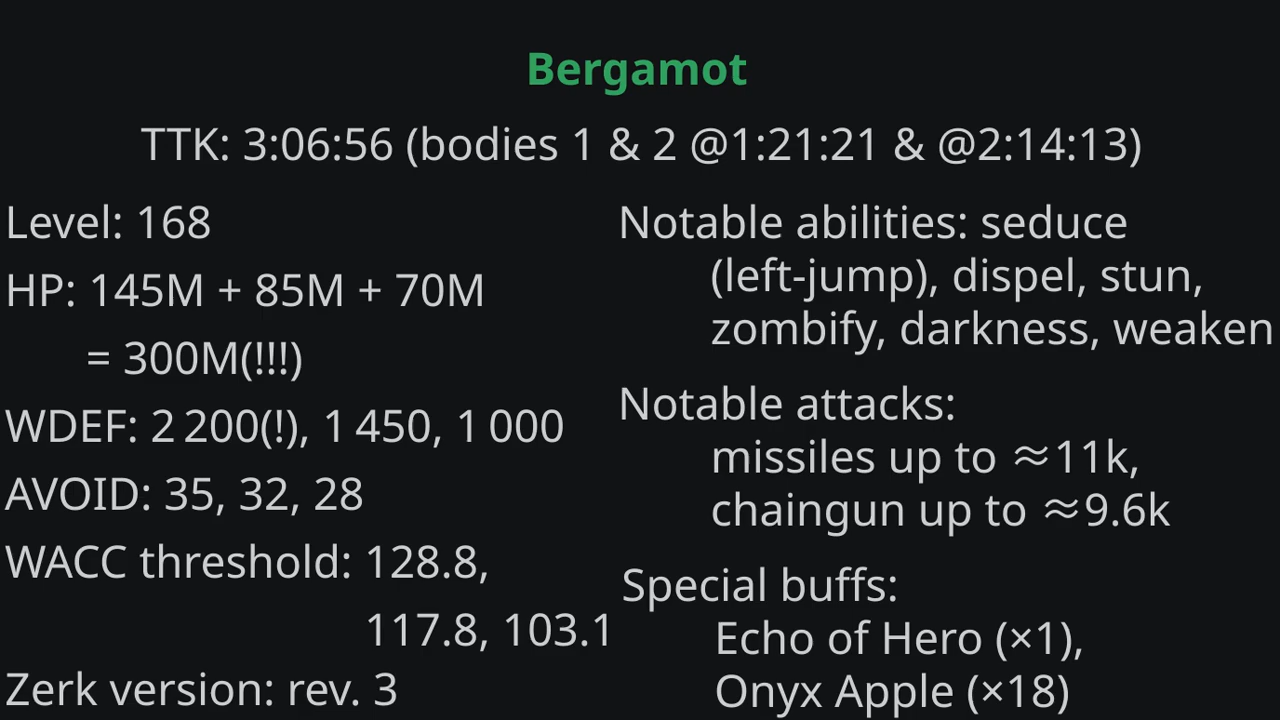 Bergamot
TTK: 3:06:56 (bodies 1 & 2 @1:21:21 & @2:14:13)
Level: 168
HP: 145M + 85M + 70M
= 300M(!!!)
WDEF: 2 200(!), 1 450, 1 000
AVOID: 35, 32, 28
WACC threshold: 128.8,
117.8, 103.1
Zerk version: rev. 3
Notable abilities: seduce
(left-jump), dispel, stun,
zombify, darkness, weaken
Notable attacks:
missiles up to ≈11k,
chaingun up to ≈9.6k
Special buffs:
Echo of Hero (×1),
Onyx Apple (×18)